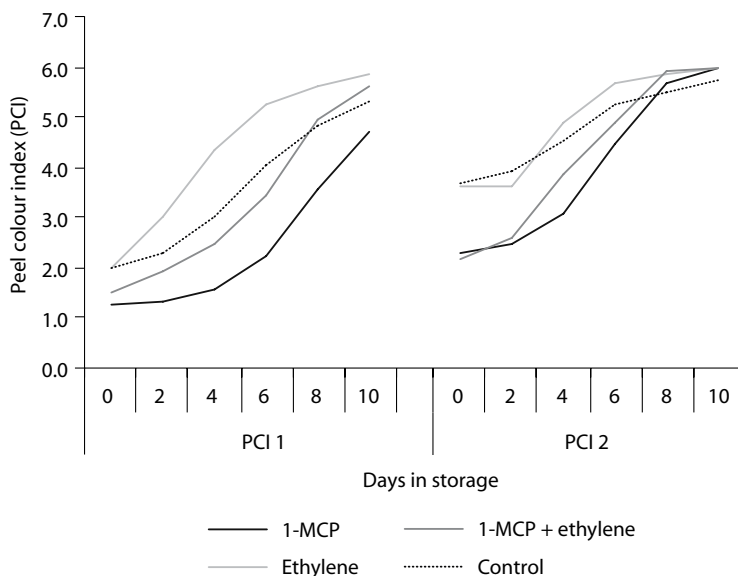 7.0
6.0
5.0
4.0
3.0
2.0
1.0
0.0
Peel colour index (PCI)
0 2 4 6 8 10 0 2 4 6 8 10
PCI 1 PCI 2
Days in storage
1-MCP 1-MCP + ethylene
Ethylene Control